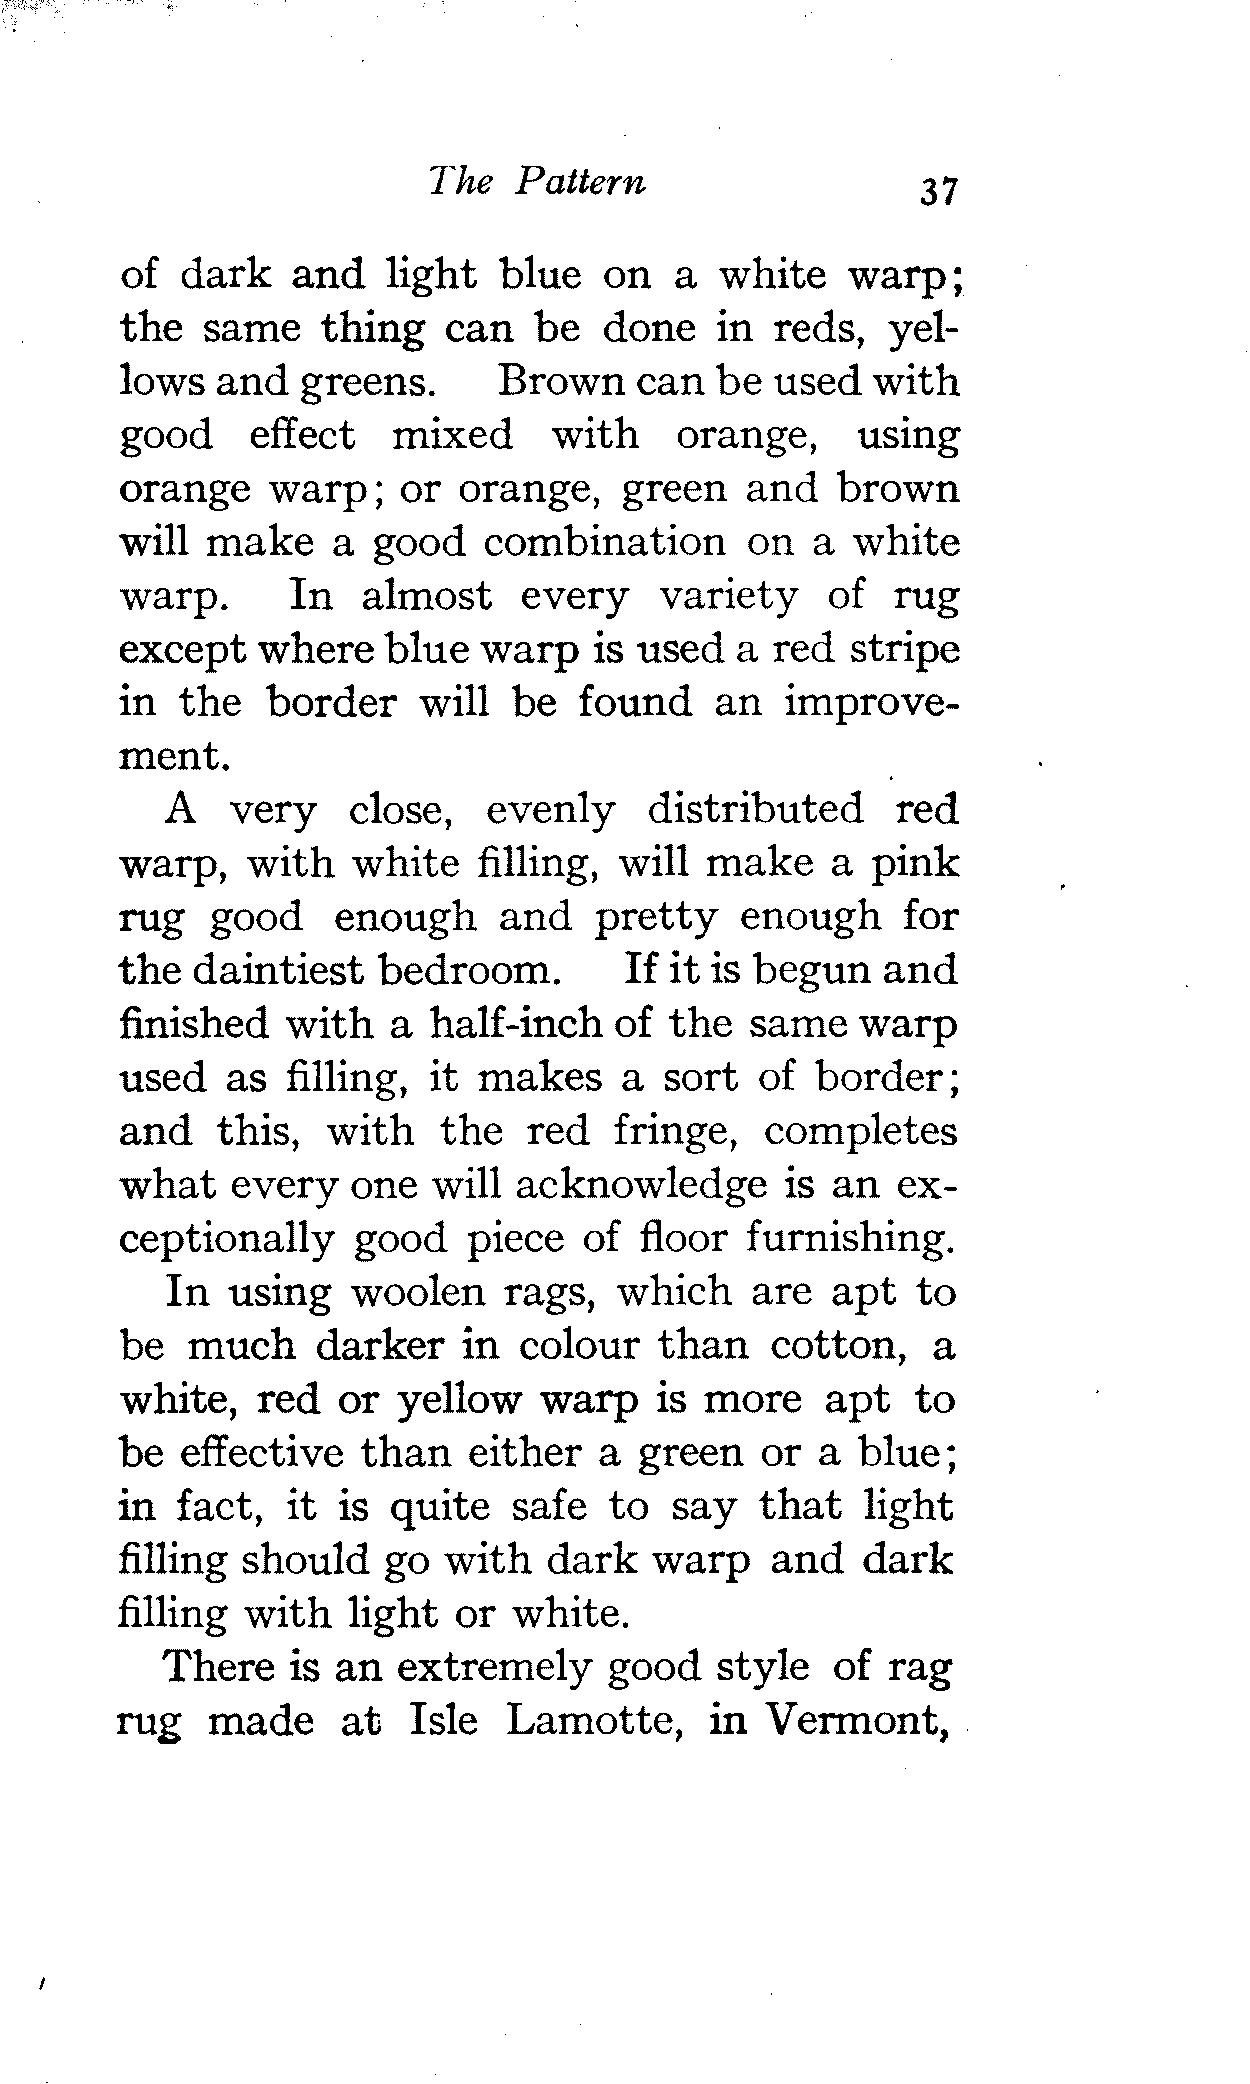 The Pattern 37
of dark and light blue on a white warp;
the same thing can be done in reds, yel-
lows and greens. Brown can be used with
good effect mixed with orange, using
orange warp; or orange, green and brown
will make a good combination on a white
warp. In almost every variety of rug
except where blue warp is used a red stripe
in the border will be found an improve-
ment.
A very close, evenly distributed red
warp, with white filling, will make a pink
rug good enough and pretty enough for
the daintiest bedroom. If it is begun and
finished with a half-inch of the same warp
used as filling, it makes a sort of border;
and this, with the red fringe, completes
what every one will acknowledge is an ex-
ceptionally good piece of floor furnishing.
In using woolen rags, which are apt to
be much darker in colour than cotton, a
white, red or yellow warp is more apt to
be effective than either a green or a blue;
in fact, it is quite safe to say that light
filling should go with dark warp and dark
filling with light or white.
There is an extremely good style of rag
rug made at Isle Lamotte, in Vermont,